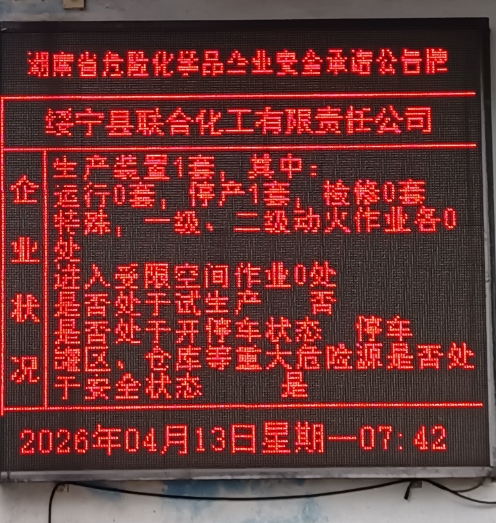 湖南省危险化学品企业安全承诺公告牌
绥宁县联合化工有限责任公司
企业状况
生产装置1套，其中：
运行0套，停产1套，检修0套
特殊，一级、二级动火作业各0
处
进入受限空间作业0处
是否处于试生产 否
是否处于开停车状态 停车
罐区、仓库等重大危险源是否处
于安全状态 是
2026年04月13日星期一07:42